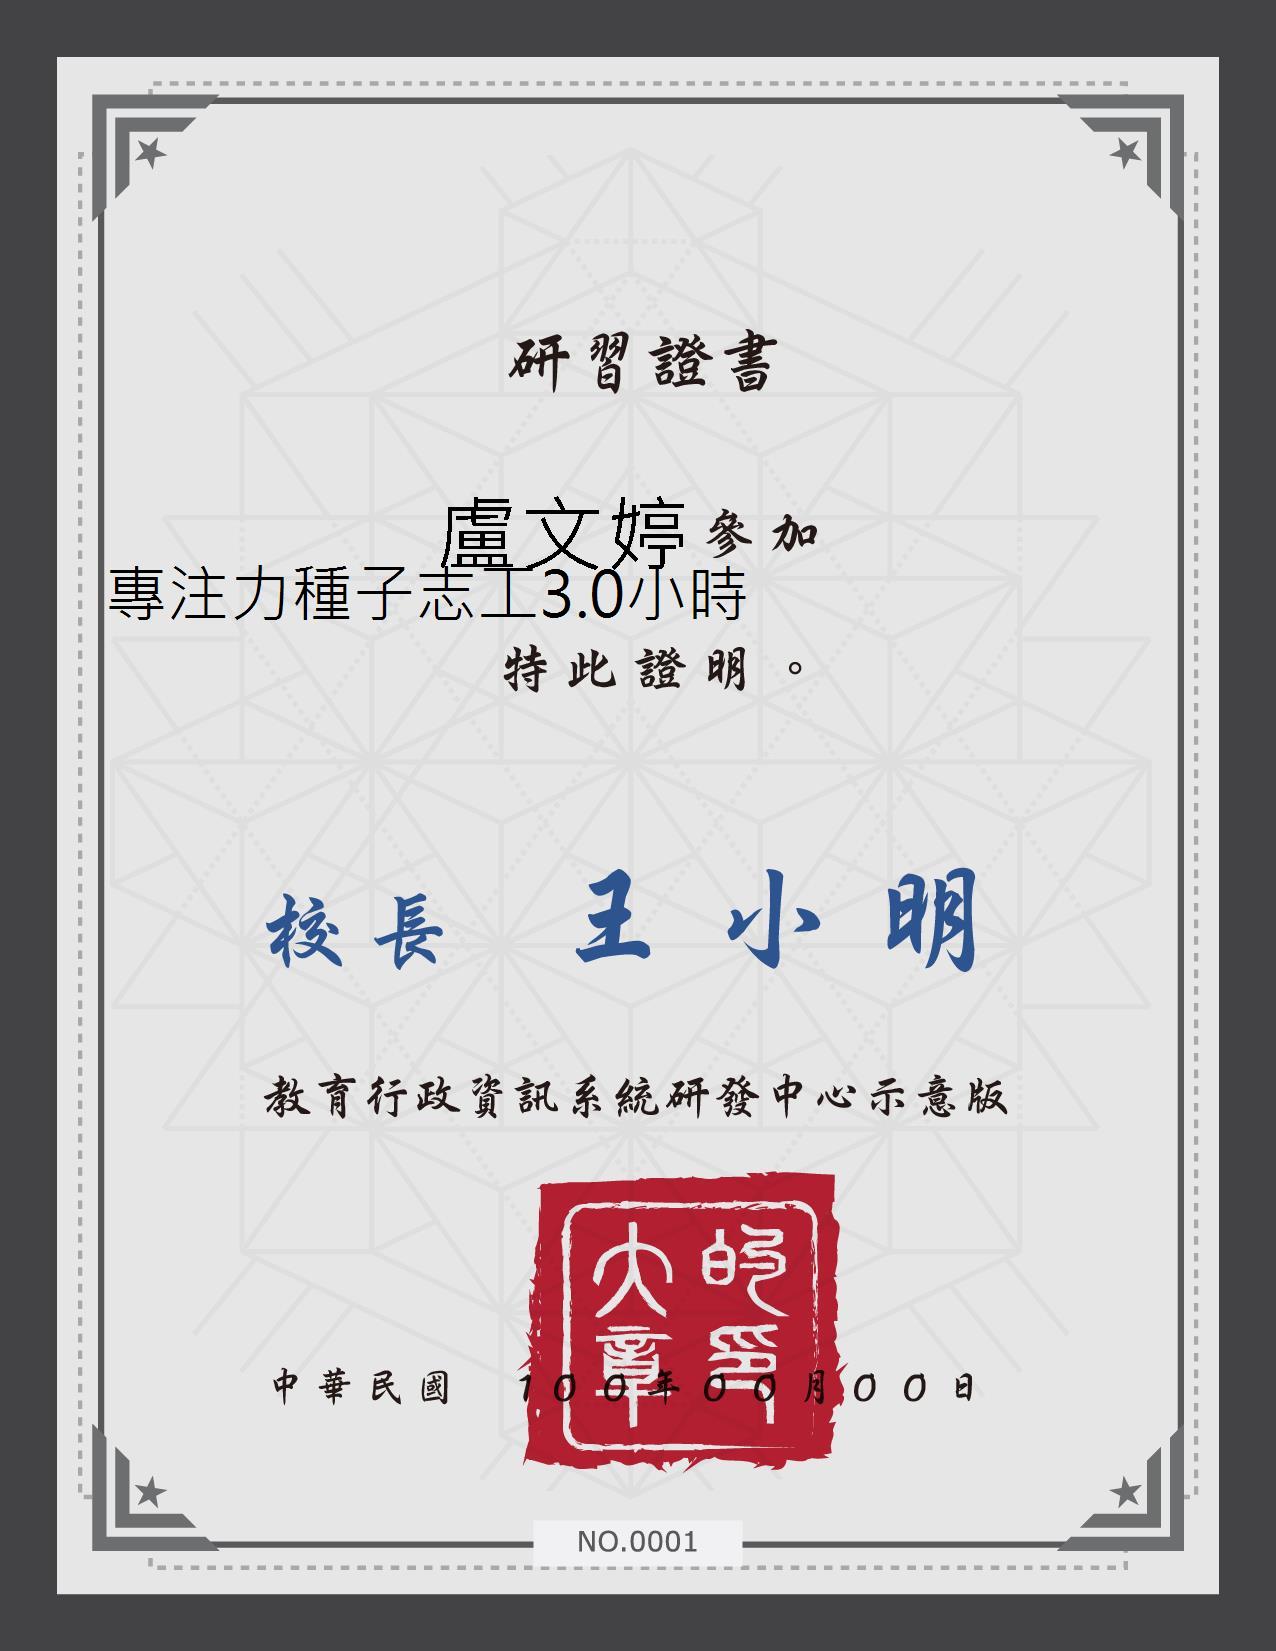 研習證書
盧文婷 參加
專注力種子志工3.0小時
特此證明。
校長 王小明
教育行政資訊系統研發中心示意版
大章
的印
中華民國 100年00月00日
NO.0001